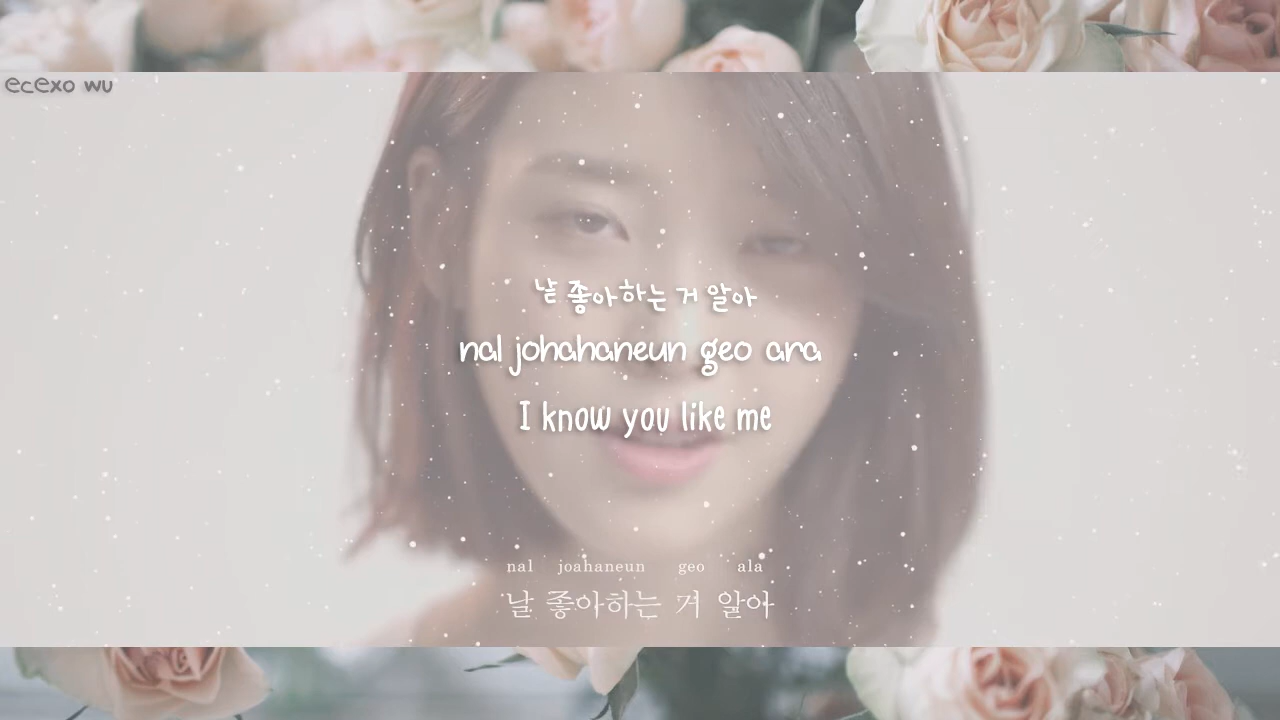 ecexo wu
날 좋아하는 거 알아
nal johahaneun geo ara
I know you like me
nal joahaneun geo ala
날 좋아하는 거 알아